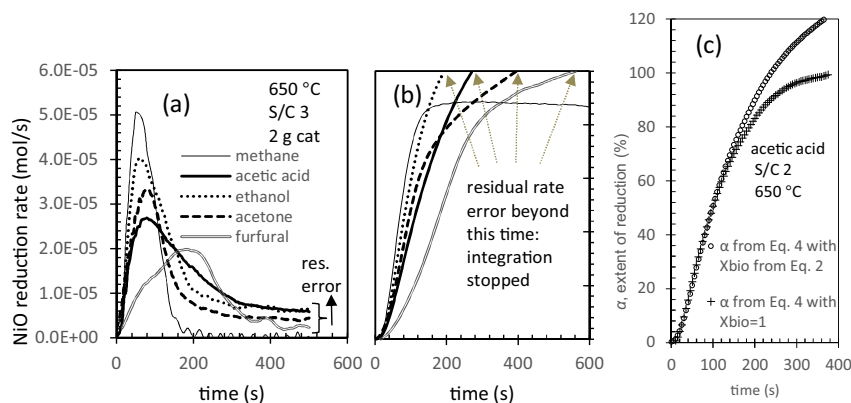 NiO reduction rate (mol/s)
6.0E-05
5.0E-05
4.0E-05
3.0E-05
2.0E-05
1.0E-05
0.0E+00
0
200
400
600
time (s)
(a)
650 °C
S/C 3
2 g cat
methane
acetic acid
ethanol
acetone
furfural
res.
error
(b)
residual rate
error beyond
this time:
integration
stopped
0
200
400
600
time (s)
α, extent of reduction (%)
120
100
80
60
40
20
0
0
100
200
300
400
time (s)
(c)
acetic acid
S/C 2
650 °C
α from Eq. 4 with
Xbio from Eq. 2
α from Eq. 4 with
Xbio=1